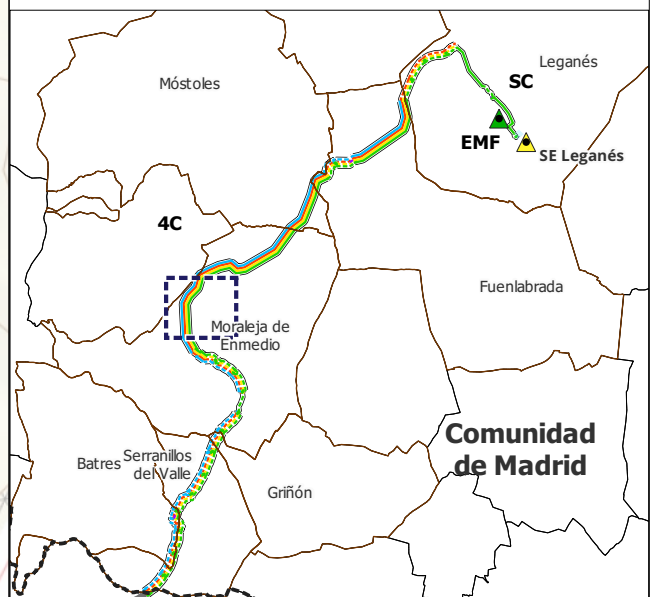 Leganés
Móstoles
SC
EMF
SE Leganés
4C
Fuenlabrada
Moraleja de
Enmedio
Comunidad
de Madrid
Batres
Serranillos
del Valle
Griñón